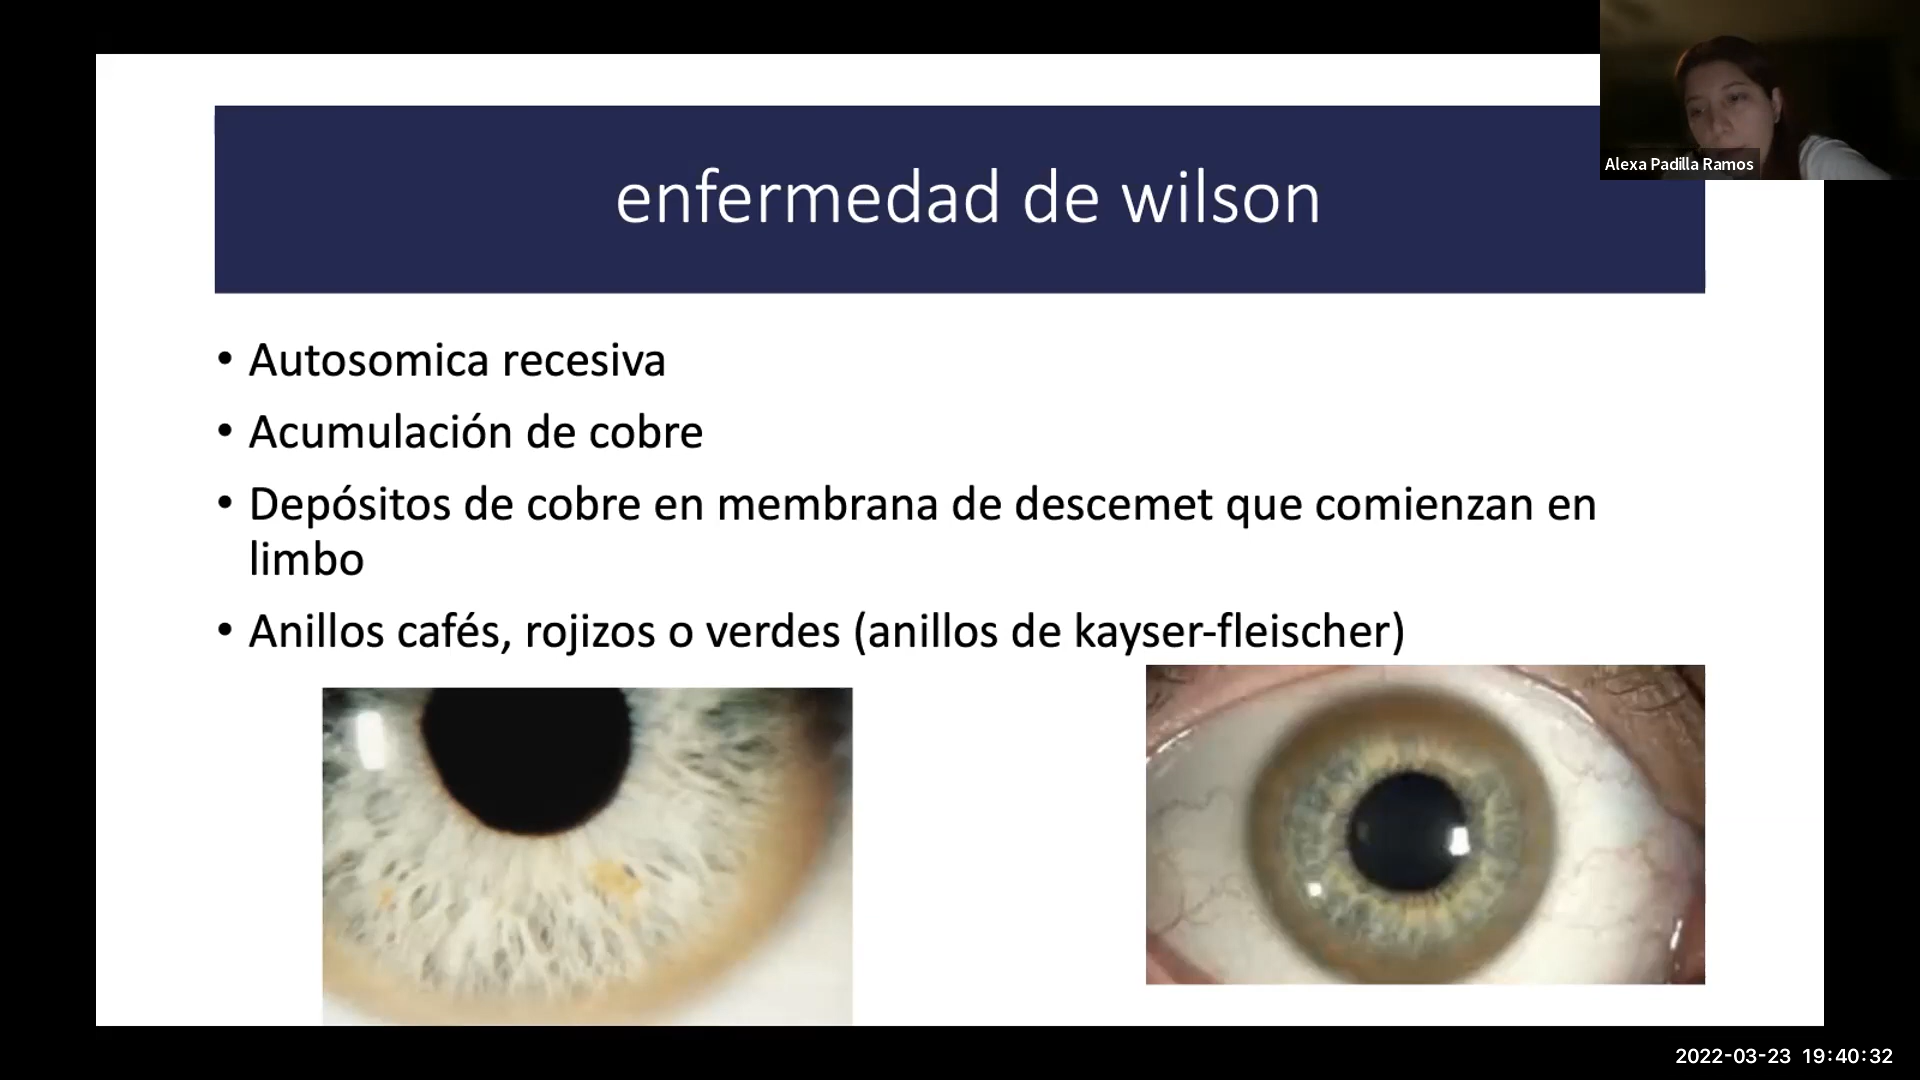 Alexa Padilla Ramos
enfermedad de wilson
• Autosomica recesiva
• Acumulación de cobre
• Depósitos de cobre en membrana de descemet que comienzan en
limbo
• Anillos cafés, rojizos o verdes (anillos de kayser-fleischer)
2022-03-23 19:40:32